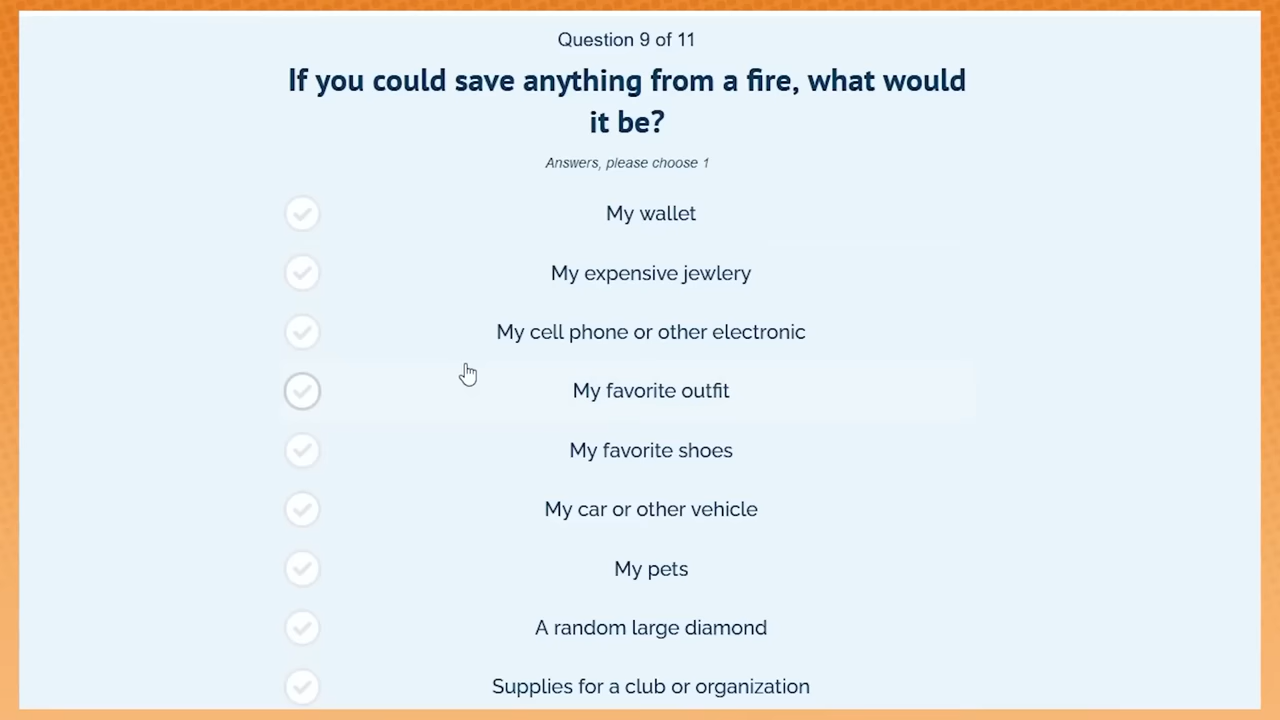 Question 9 of 11
If you could save anything from a fire, what would
it be?
Answers, please choose 1
My wallet
My expensive jewlery
My cell phone or other electronic
My favorite outfit
My favorite shoes
My car or other vehicle
My pets
A random large diamond
Supplies for a club or organization